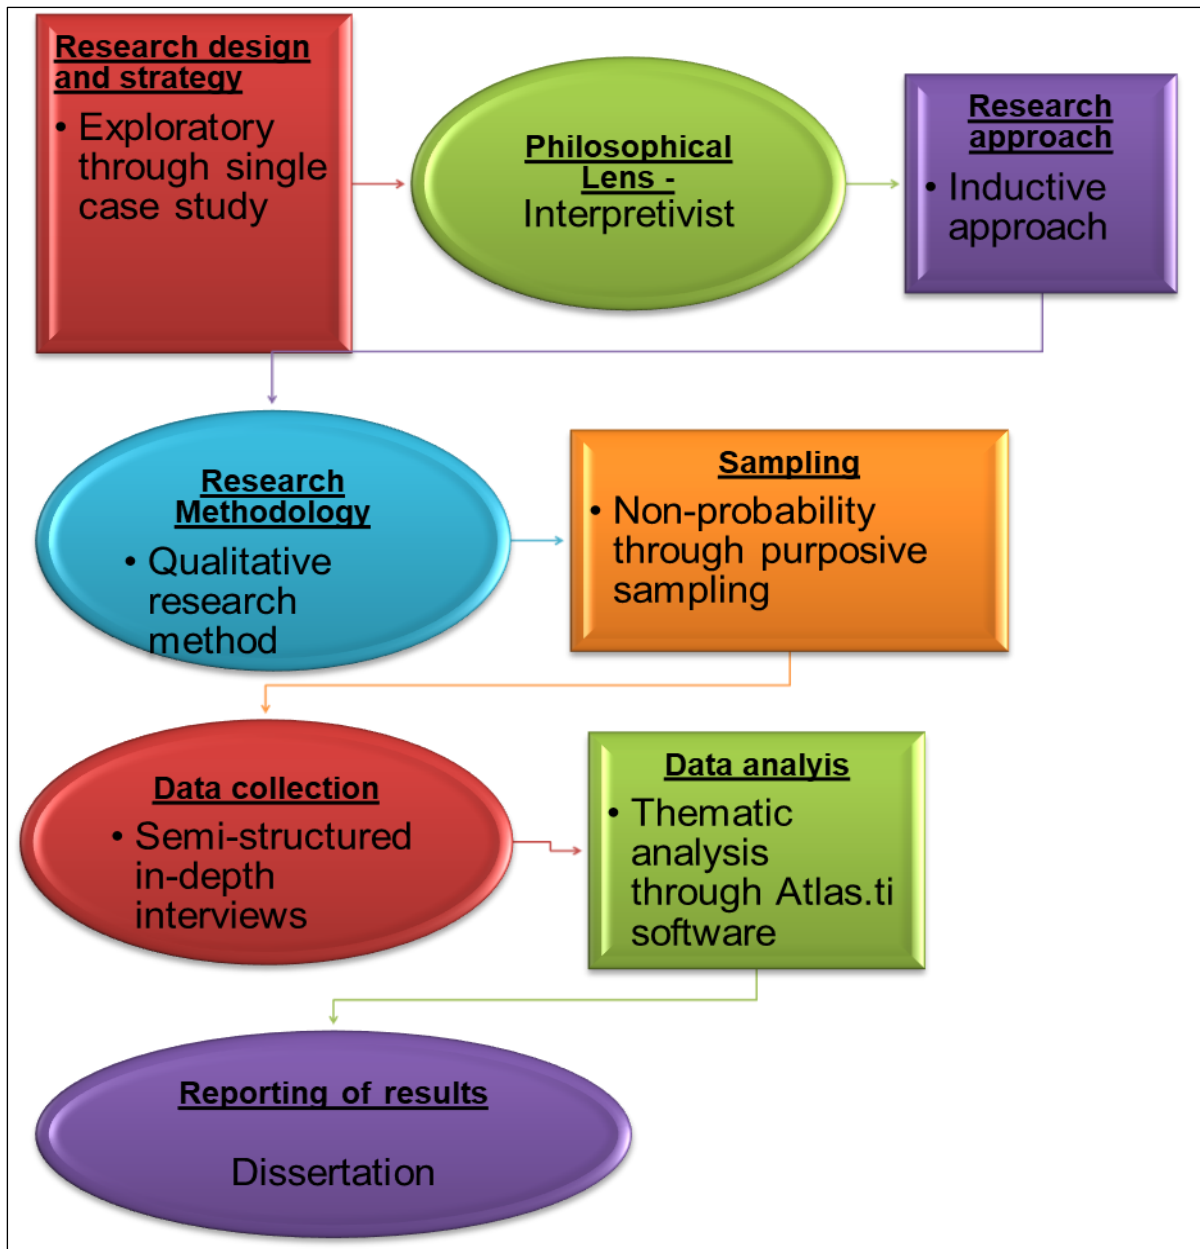 Research design
and strategy
• Exploratory
through single
case study
Philosophical
Lens -
Interpretivist
Research
approach
• Inductive
approach
Research
Methodology
• Qualitative
research
method
Sampling
• Non-probability
through purposive
sampling
Data collection
• Semi-structured
in-depth
interviews
Data analyis
• Thematic
analysis
through Atlas.ti
software
Reporting of results
Dissertation